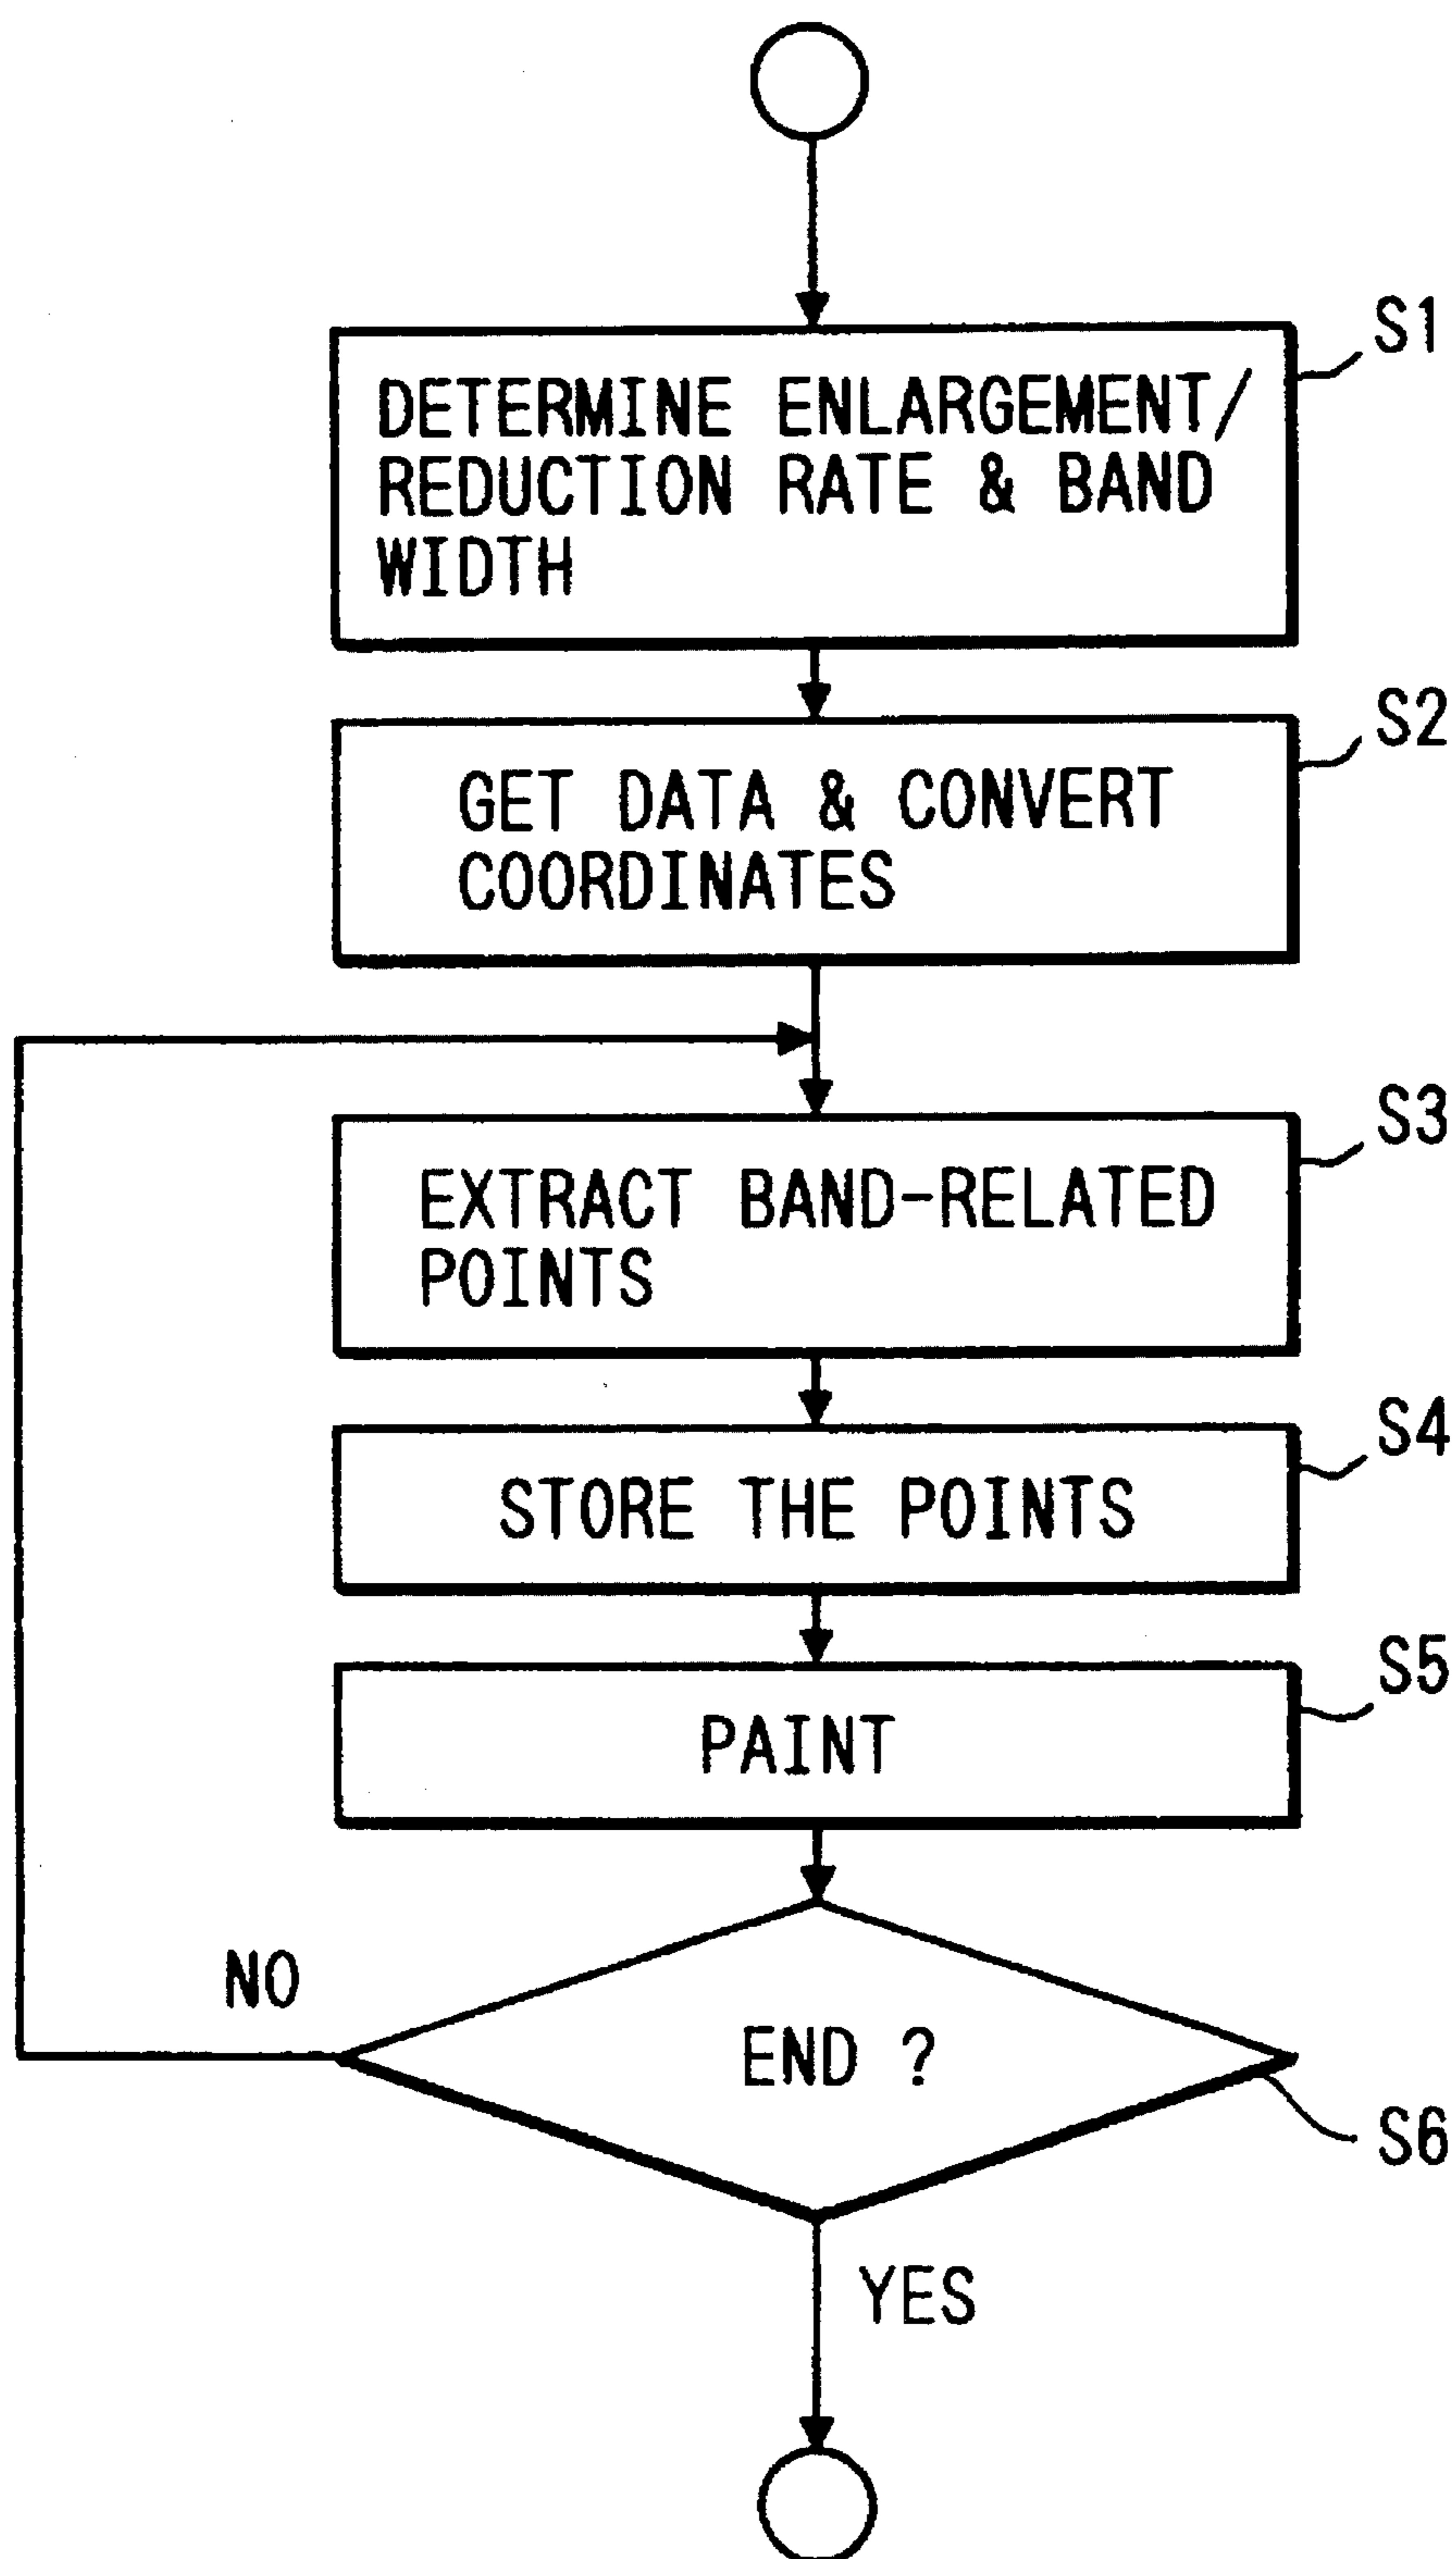 S1
DETERMINE ENLARGEMENT/
REDUCTION RATE & BAND
WIDTH
S2
GET DATA & CONVERT
COORDINATES
S3
EXTRACT BAND-RELATED
POINTS
S4
STORE THE POINTS
S5
PAINT
NO
END ?
S6
YES